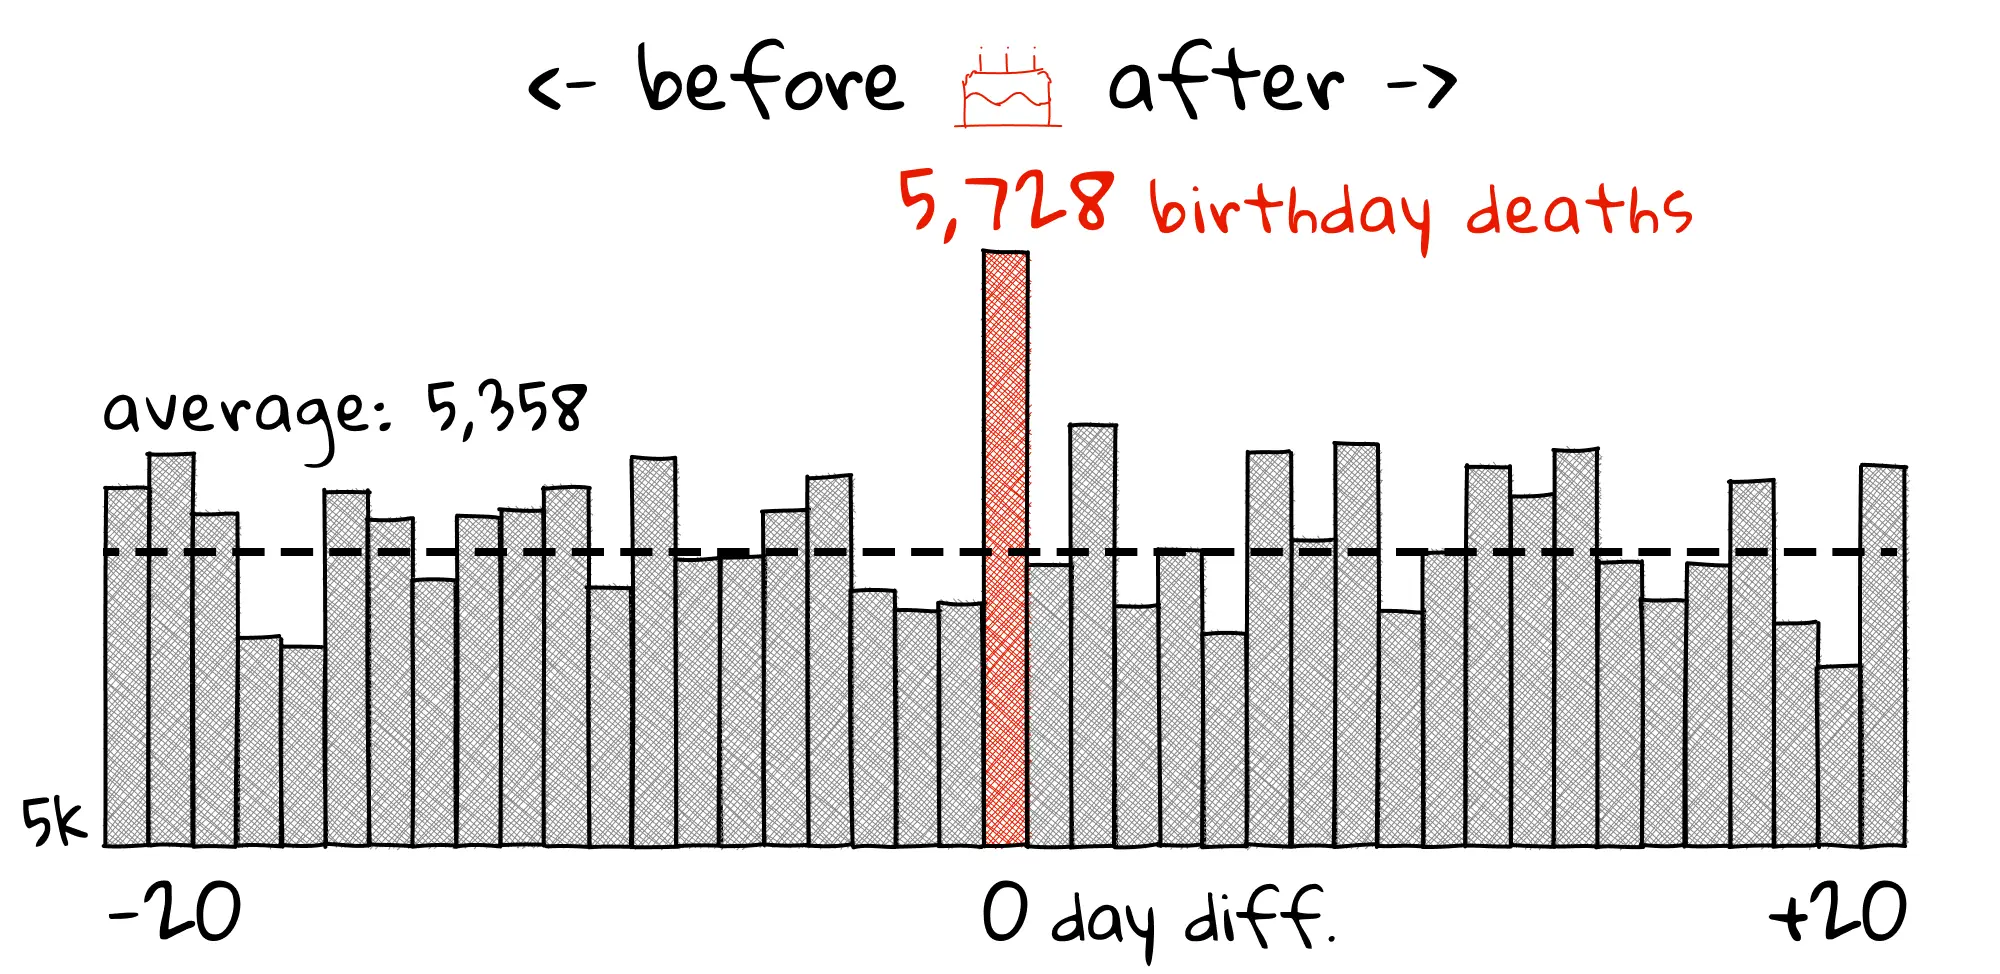 <- before after ->
5,728 birthday deaths
average: 5,358
5k
-20 0 day diff. +20